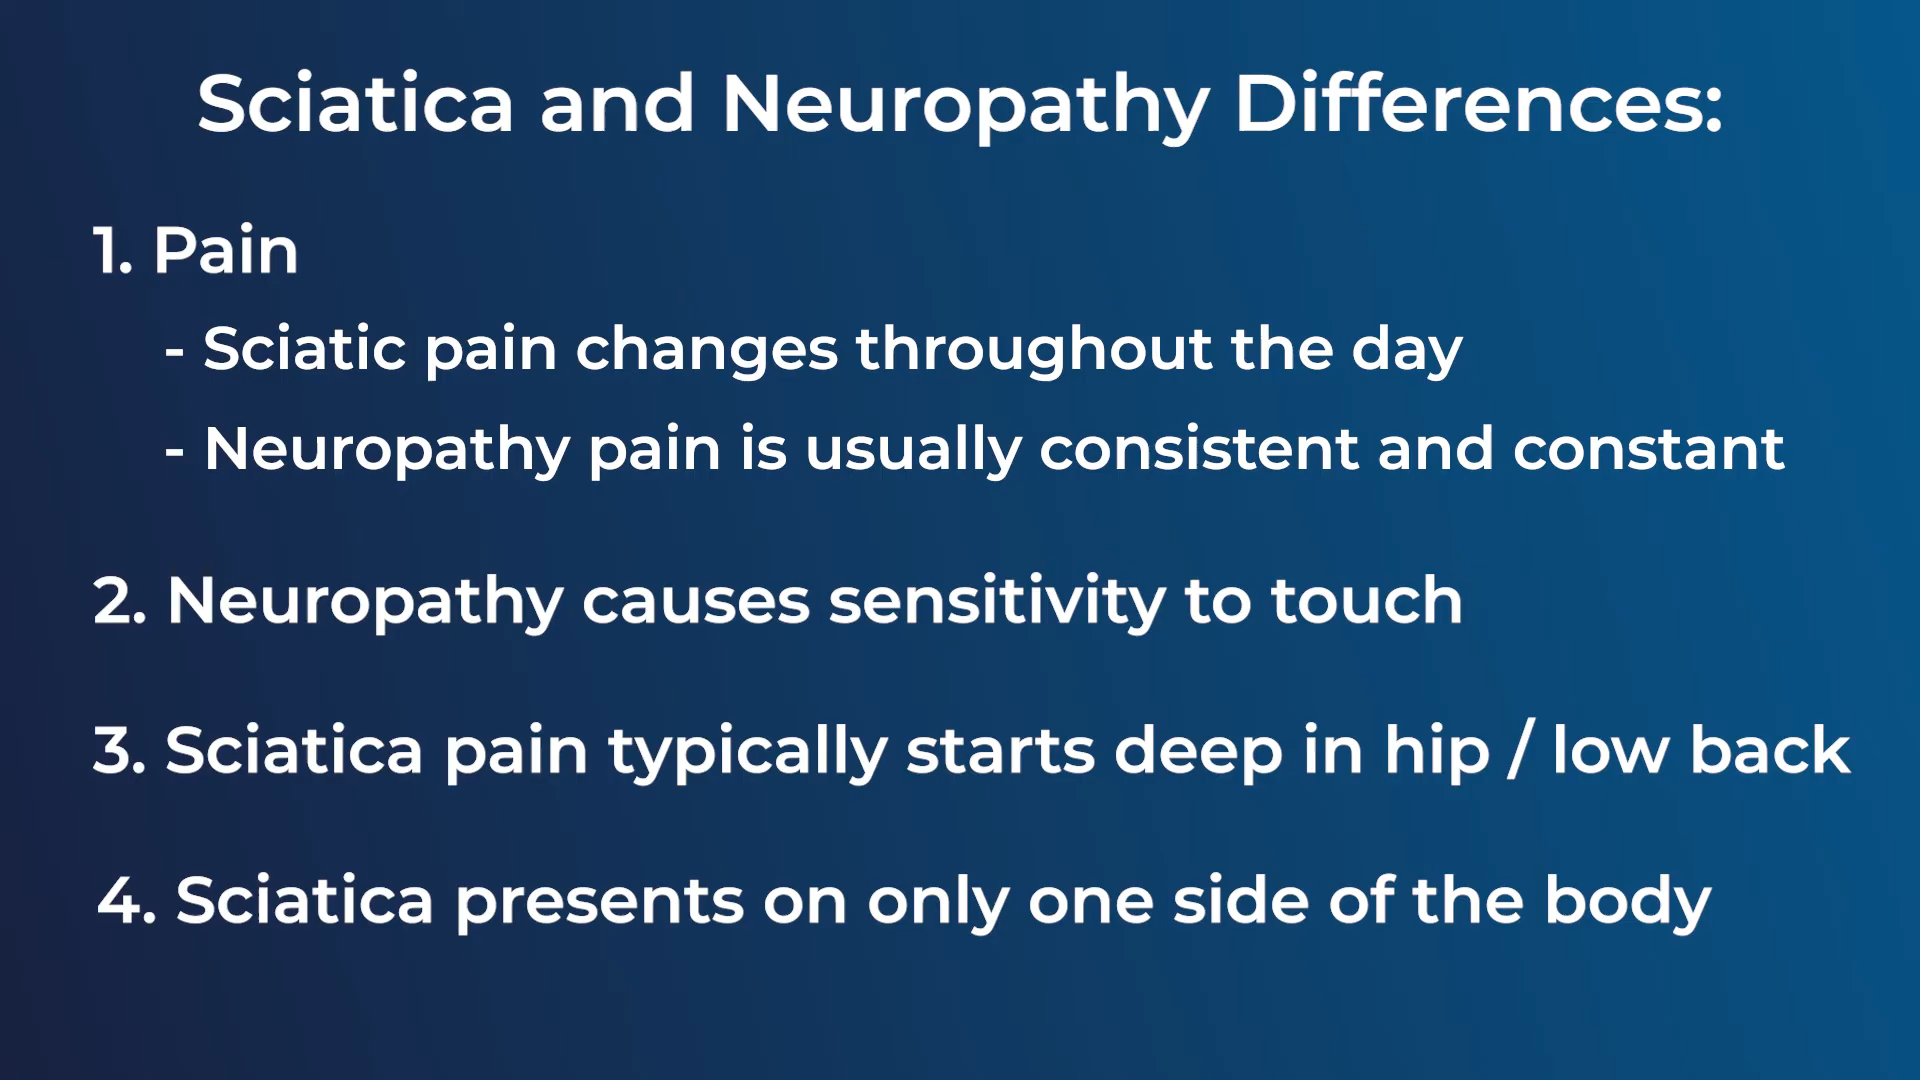 Sciatica and Neuropathy Differences:
1. Pain
- Sciatic pain changes throughout the day
- Neuropathy pain is usually consistent and constant
2. Neuropathy causes sensitivity to touch
3. Sciatica pain typically starts deep in hip / low back
4. Sciatica presents on only one side of the body